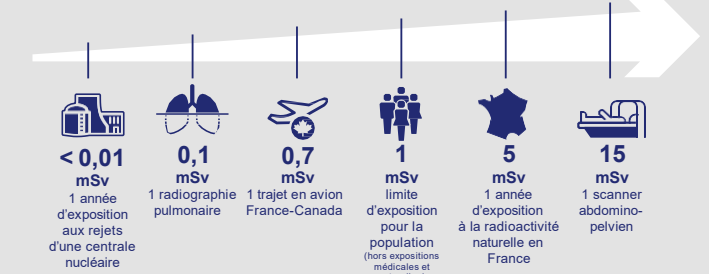 < 0,01
mSv
1 année
d'exposition
aux rejets
d'une centrale
nucléaire
0,1
mSv
1 radiographie
pulmonaire
0,7
mSv
1 trajet en avion
France-Canada
1
mSv
limite
d'exposition
pour la
population
(hors expositions
médicales et
5
mSv
1 année
d'exposition
à la radioactivité
naturelle en
France
15
mSv
1 scanner
abdomino-
pelvien